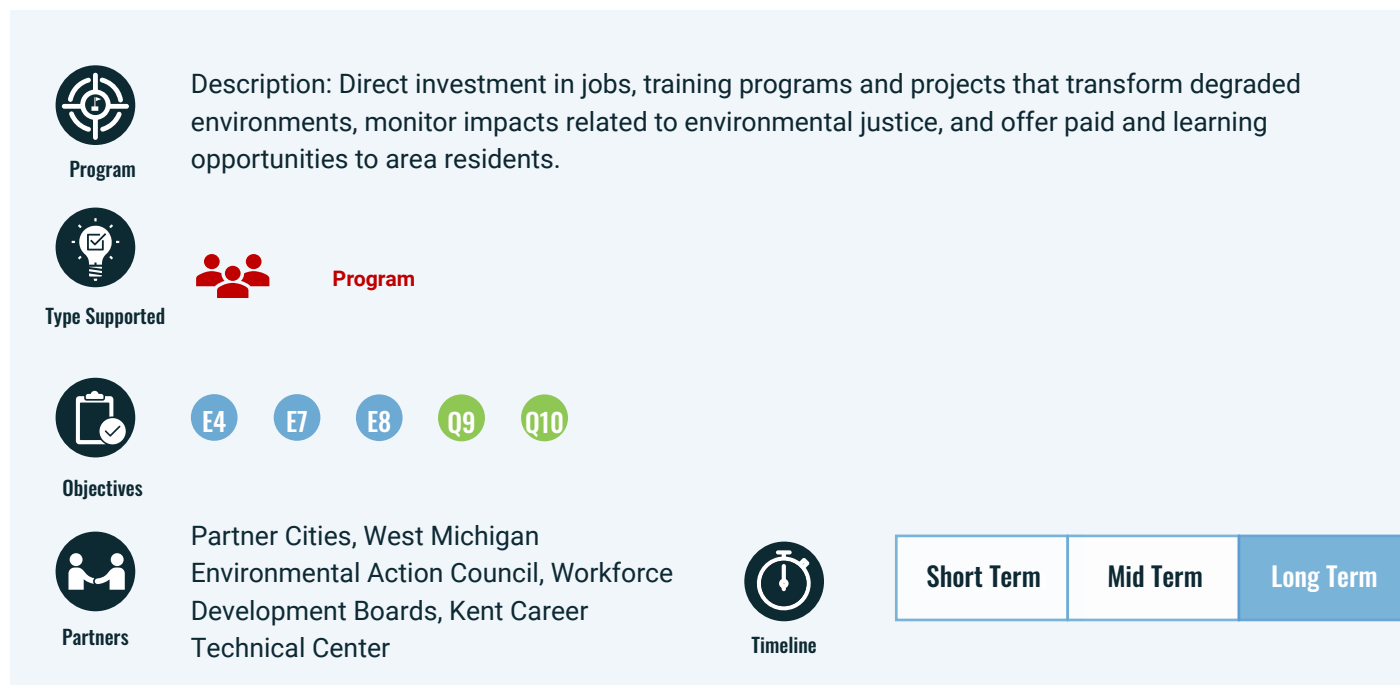 Description: Direct investment in jobs, training programs and projects that transform degraded
environments, monitor impacts related to environmental justice, and offer paid and learning
opportunities to area residents.
Program
Program
Type Supported
E4 E7 E8 Q9 Q10
Objectives
Partner Cities, West Michigan
Environmental Action Council, Workforce
Development Boards, Kent Career
Technical Center
Partners
Short Term Mid Term Long Term
Timeline